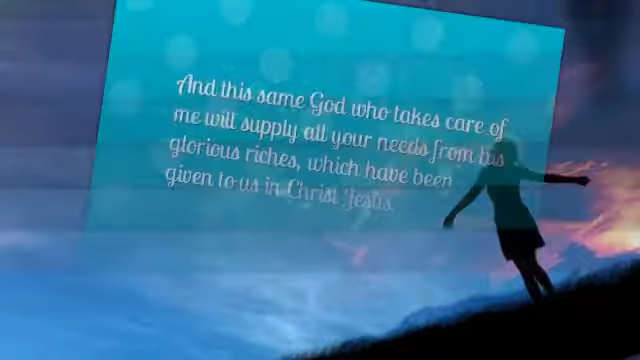 And this same God who takes care of
me will supply all your needs from his
glorious riches, which have been
given to us in Christ Jesus.